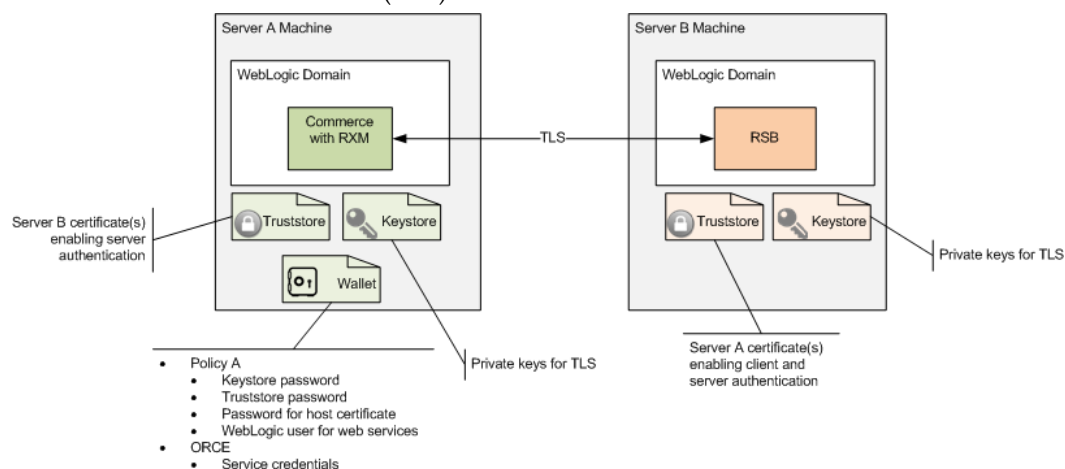 Server A Machine
WebLogic Domain
Commerce
with RXM
TLS
Server B Machine
WebLogic Domain
RSB
Truststore
Keystore
Wallet
Truststore
Keystore
Server B certificate(s)
enabling server
authentication
Private keys for TLS
Private keys for TLS
Server A certificate(s)
enabling client and
server authentication
• Policy A
• Keystore password
• Truststore password
• Password for host certificate
• WebLogic user for web services
• ORCE
• Service credentials